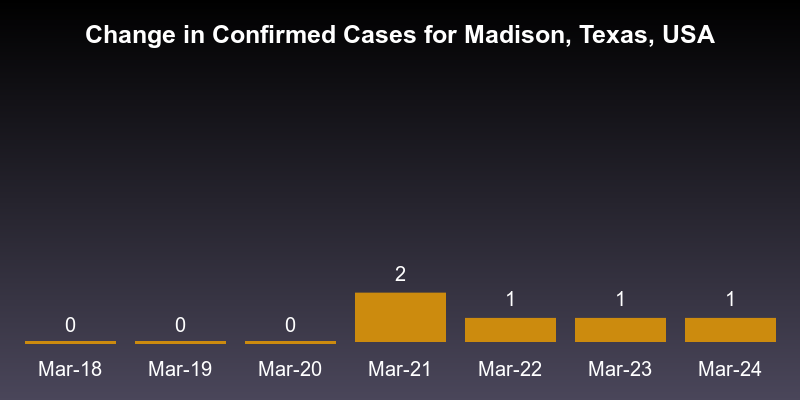 Change in Confirmed Cases for Madison, Texas, USA
0 0 0 2 1 1 1
Mar-18 Mar-19 Mar-20 Mar-21 Mar-22 Mar-23 Mar-24